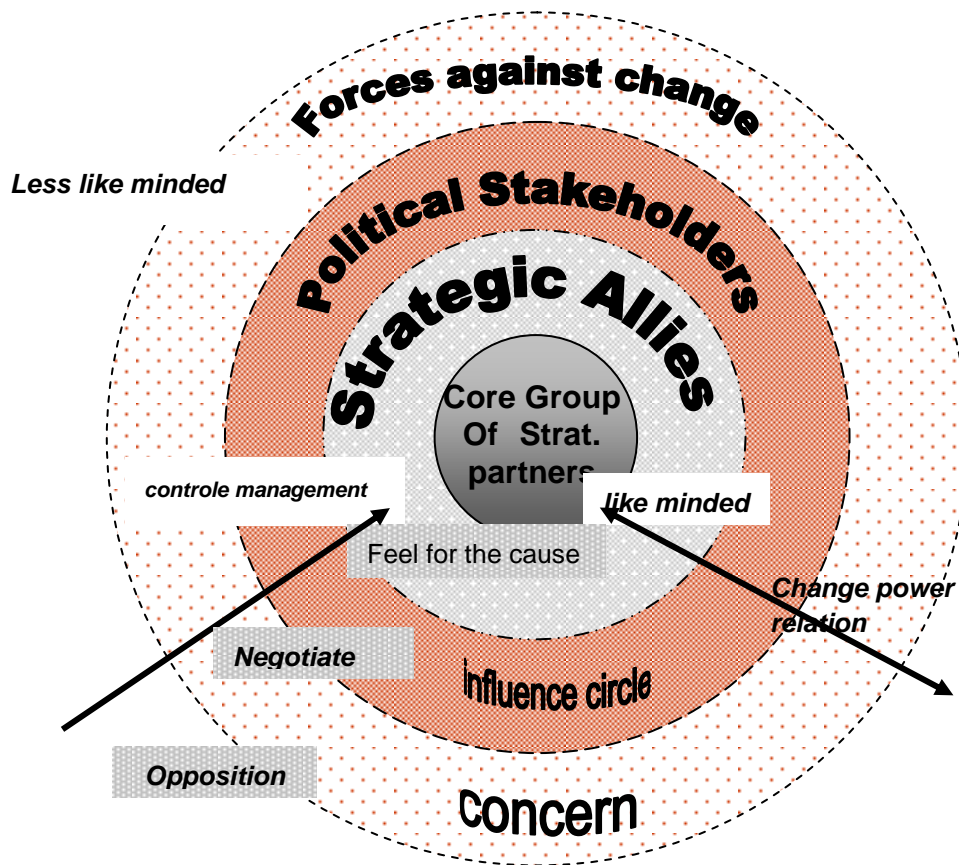 Forces against change
Less like minded
Political Stakeholders
Strategic Allies
Core Group
Of Strat.
partners
controle management
like minded
Feel for the cause
Change power
relation
Negotiate
influence circle
Opposition
concern